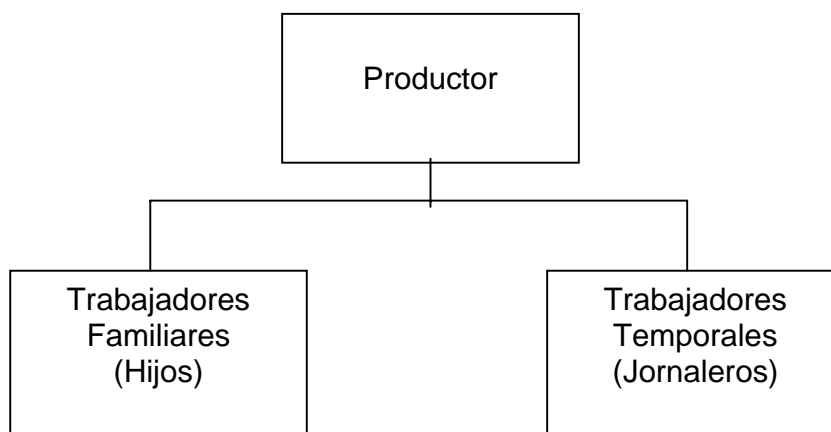 Productor
Trabajadores
Familiares
(Hijos)
Trabajadores
Temporales
(Jornaleros)